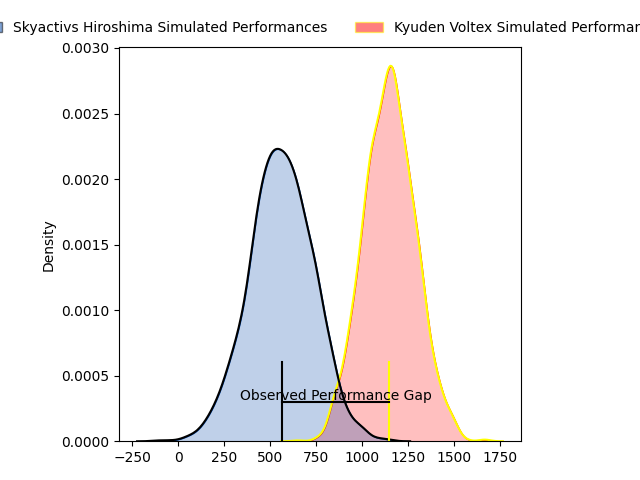 Skyactivs Hiroshima Simulated Performances Kyuden Voltex Simulated
0.0030
0.0025
0.0020
0.0015
0.0010
0.0005
0.0000
Density
Observed Performance Gap
−250 0 250 500 750 1000 1250 1500 1750